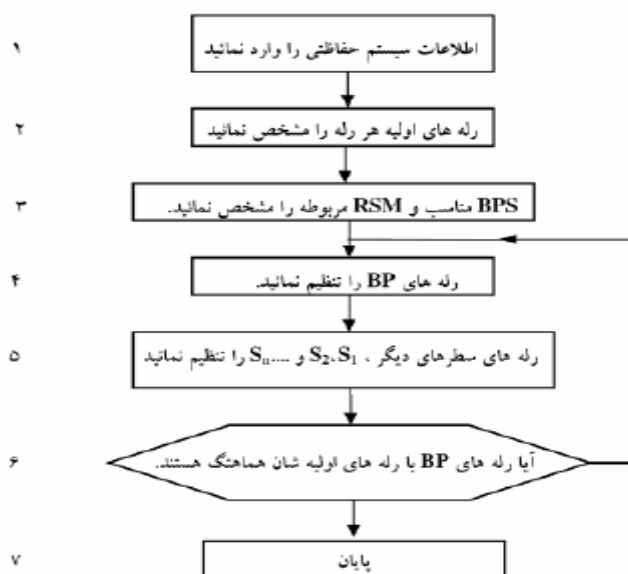 ۱ اطلاعات سیستم حفاظتی را وارد نمائید
۲ رله های اولیه هر رله را مشخص نمائید
۳ BPS مناسب و RSM مربوطه را مشخص نمائید.
۴ رله های BP را تنظیم نمائید.
۵ رله های سطرهای دیگر ، S1،S2 و ....Sn را تنظیم نمائید
۶ آیا رله های BP با رله های اولیه شان هماهنگ هستند.
۷ پایان